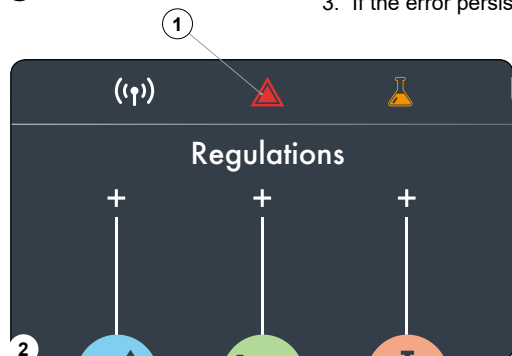 3. If the error persis
1
Regulations
+ + +
2